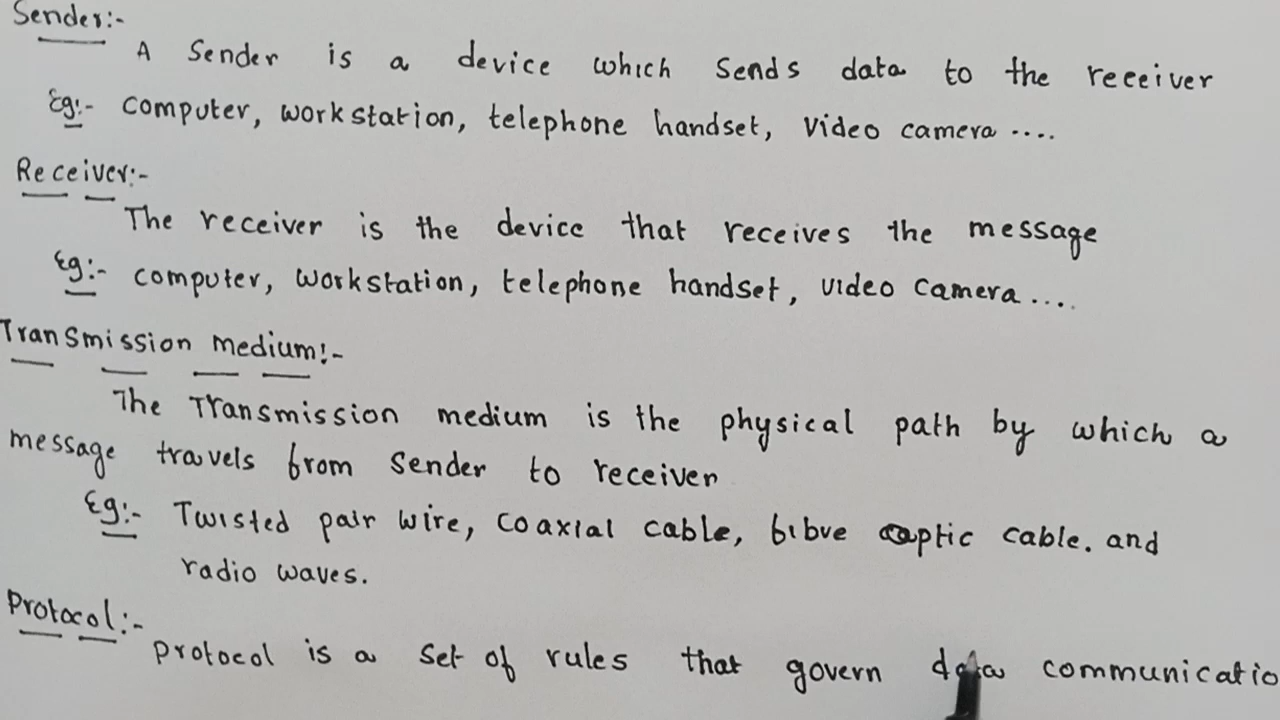 Sender:-
A Sender is a device which sends data to the receiver
Eg:- computer, workstation, telephone handset, video camera ....
Receiver:-
The receiver is the device that receives the message
Eg:- computer, workstation, telephone handset, video camera ....
Transmission medium:-
The Transmission medium is the physical path by which a
message travels from sender to receiver
Eg:- Twisted pair wire, coaxial cable, fibre optic cable. and
radio waves.
Protocol:-
Protocol is a set of rules that govern data communicatio